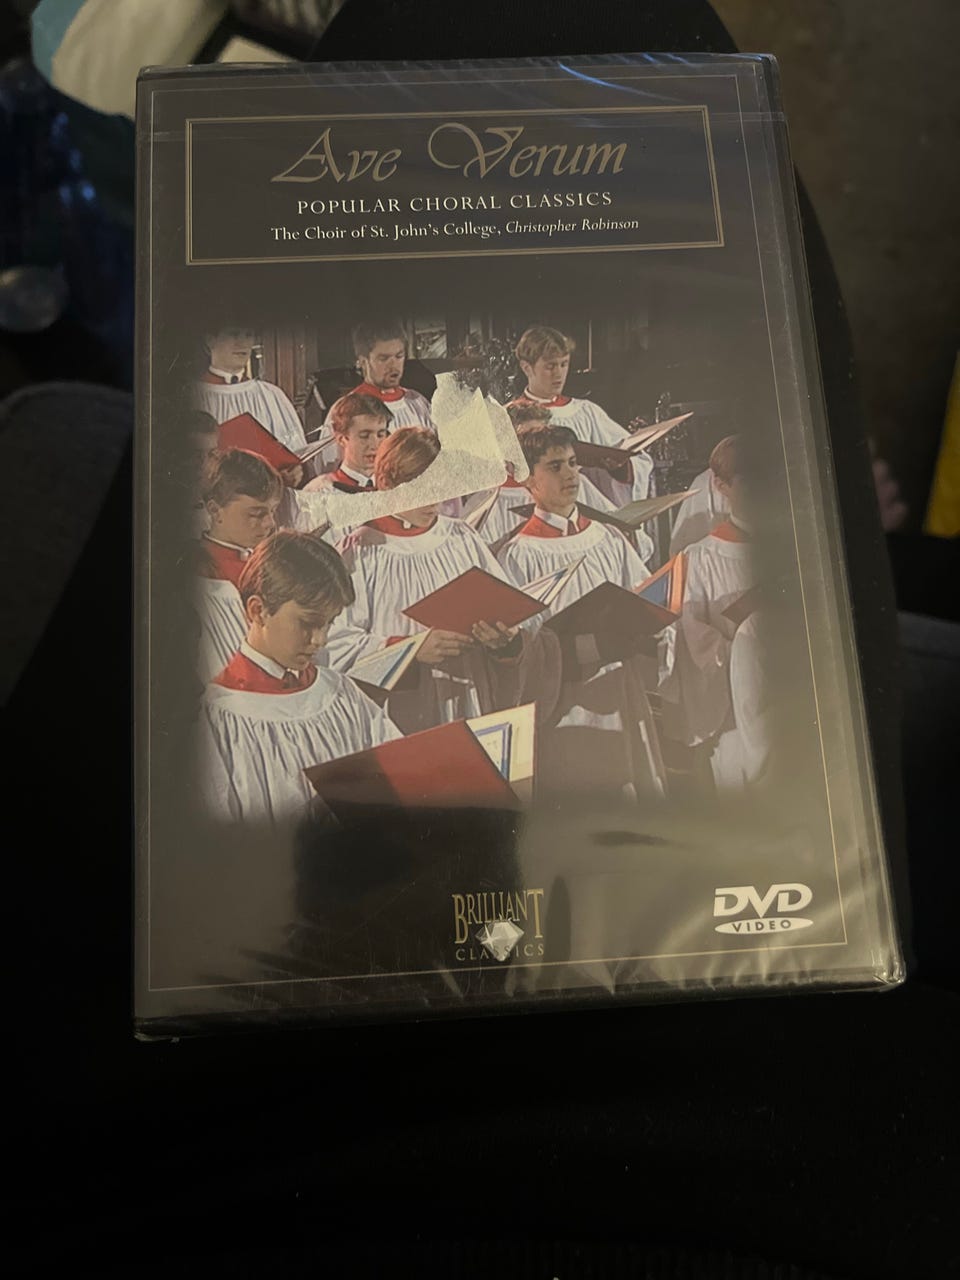 Ave Verum
POPULAR CHORAL CLASSICS
The Choir of St. John's College, Christopher Robinson
BRILLIANT
CLASSICS
DVD
VIDEO